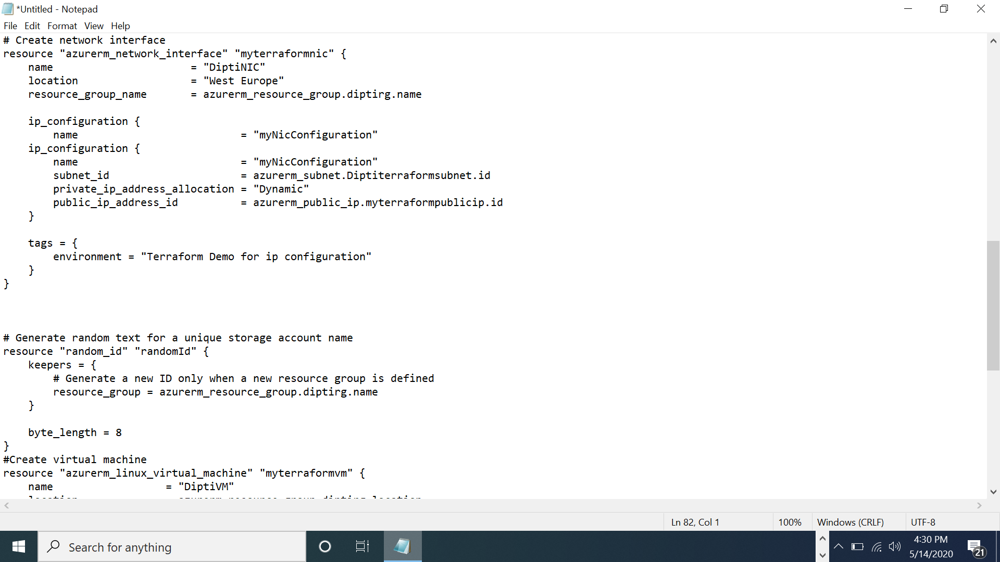 *Untitled - Notepad
File Edit Format View Help
# Create network interface
resource "azurerm_network_interface" "myterraformnic" {
    name                      = "DiptiNIC"
    location                  = "West Europe"
    resource_group_name       = azurerm_resource_group.diptirg.name

    ip_configuration {
        name                          = "myNicConfiguration"
    ip_configuration {
        name                          = "myNicConfiguration"
        subnet_id                     = azurerm_subnet.Diptiterraformsubnet.id
        private_ip_address_allocation = "Dynamic"
        public_ip_address_id          = azurerm_public_ip.myterraformpublicip.id
    }

    tags = {
        environment = "Terraform Demo for ip configuration"
    }
}

# Generate random text for a unique storage account name
resource "random_id" "randomId" {
    keepers = {
        # Generate a new ID only when a new resource group is defined
        resource_group = azurerm_resource_group.diptirg.name
    }

    byte_length = 8
}
#Create virtual machine
resource "azurerm_linux_virtual_machine" "myterraformvm" {
    name                  = "DiptiVM"
Ln 82, Col 1
100%
Windows (CRLF)
UTF-8
Search for anything
4:30 PM
5/14/2020
21